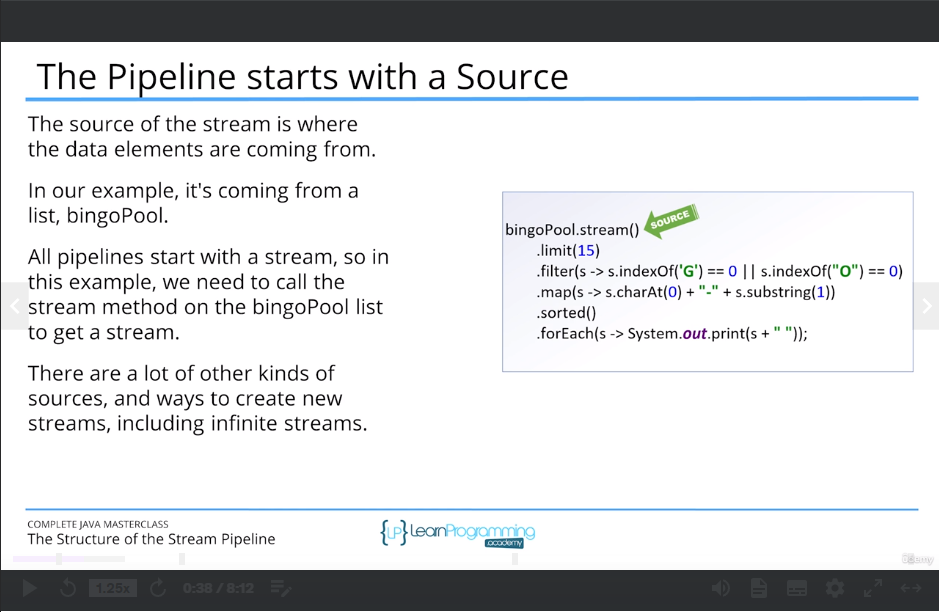 The Pipeline starts with a Source
The source of the stream is where
the data elements are coming from.
In our example, it's coming from a
list, bingoPool.
All pipelines start with a stream, so in
this example, we need to call the
stream method on the bingoPool list
to get a stream.
There are a lot of other kinds of
sources, and ways to create new
streams, including infinite streams.
SOURCE
bingoPool.stream()
.limit(15)
.filter(s -> s.indexOf('G') == 0 || s.indexOf("O") == 0)
.map(s -> s.charAt(0) + "-" + s.substring(1))
.sorted()
.forEach(s -> System.out.print(s + " "));
COMPLETE JAVA MASTERCLASS
The Structure of the Stream Pipeline
{LP} LearnProgramming
.academy
Udemy
1.25x
0:38 / 8:12